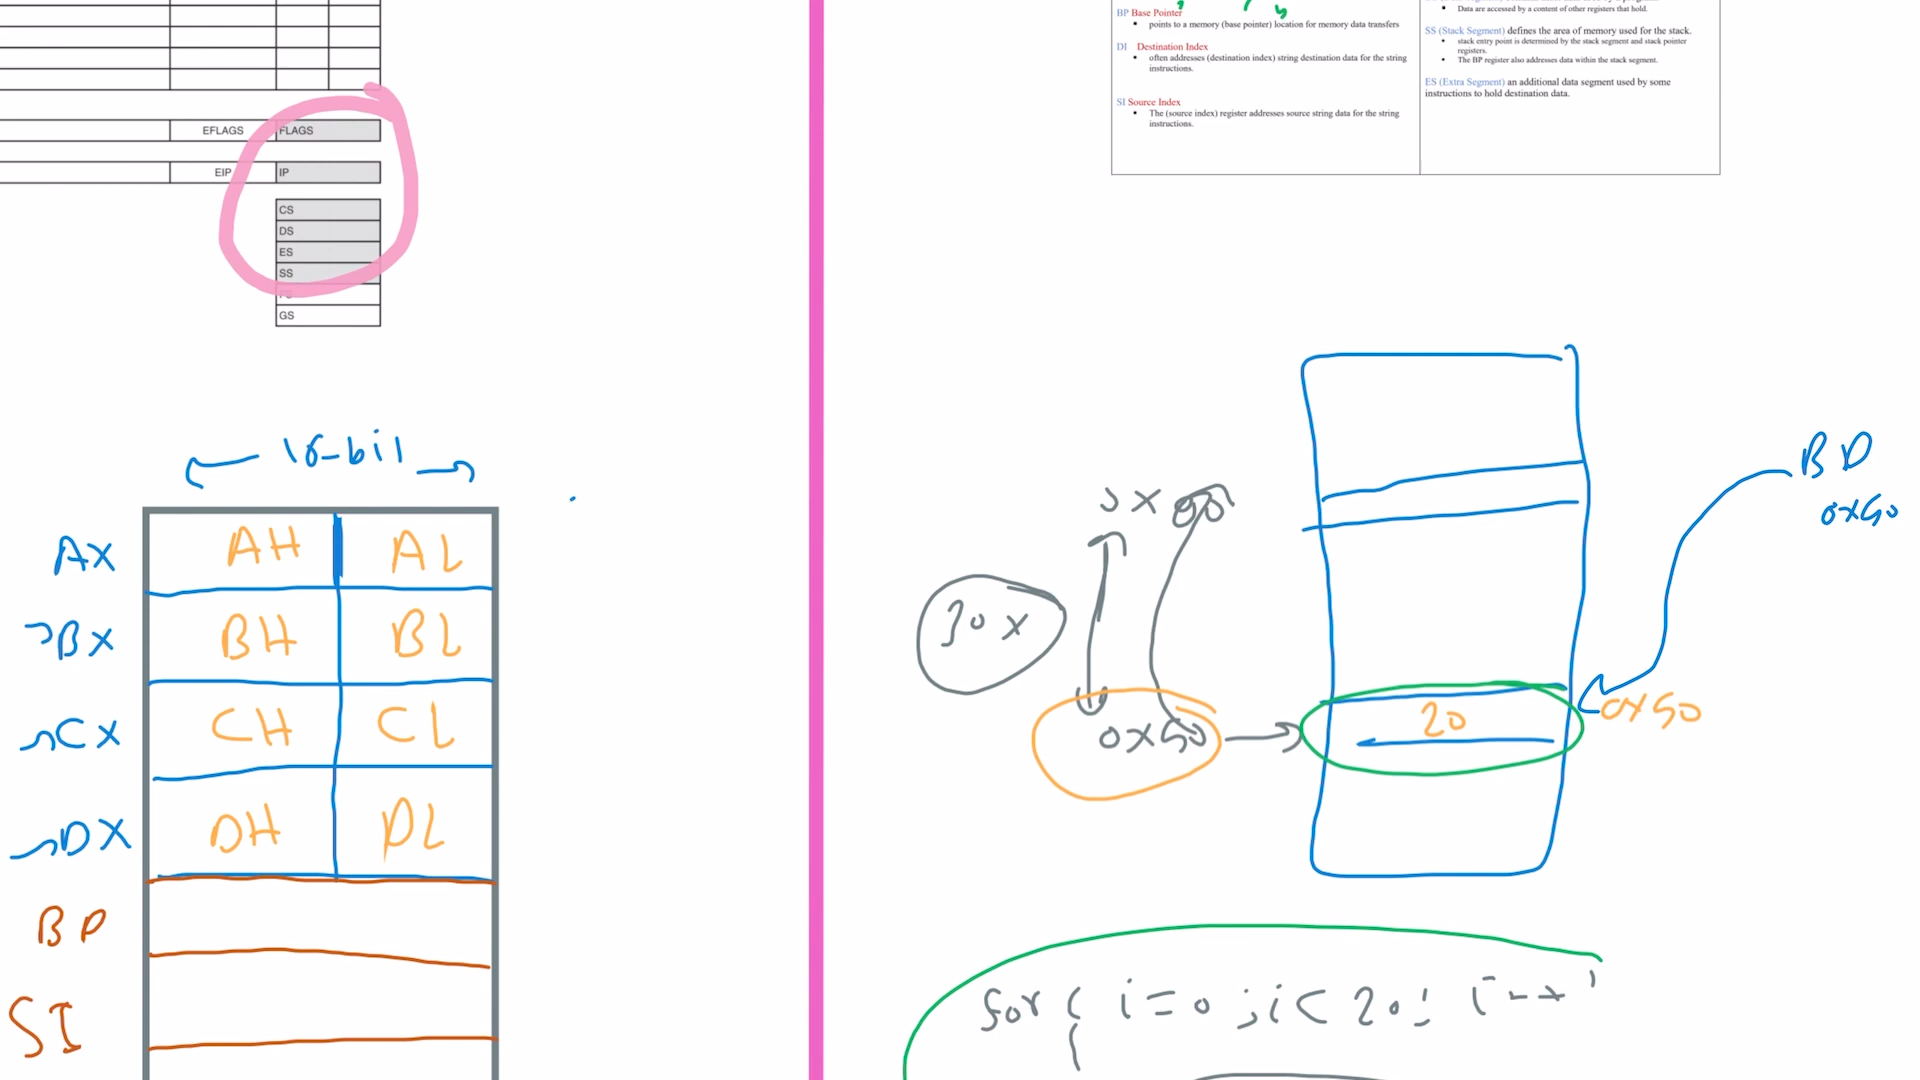 EFLAGS FLAGS
EIP IP
CS
DS
ES
SS
GS
16-bit
AX AH AL
BX BH BL
CX CH CL
DX DH DL
BP
SI
BP Base Pointer
points to a memory (base pointer) location for memory data transfers
DI Destination Index
often addresses (destination index) string destination data for the string
instructions.
SI Source Index
The (source index) register addresses source string data for the string
instructions.
Data are accessed by a content of other registers that hold.
SS (Stack Segment) defines the area of memory used for the stack.
stack entry point is determined by the stack segment and stack pointer
registers.
The BP register also addresses data within the stack segment.
ES (Extra Segment) an additional data segment used by some
instructions to hold destination data.
30x
0x50
20
0x50
BP
0x50
for ( i=0 ; i< 20;